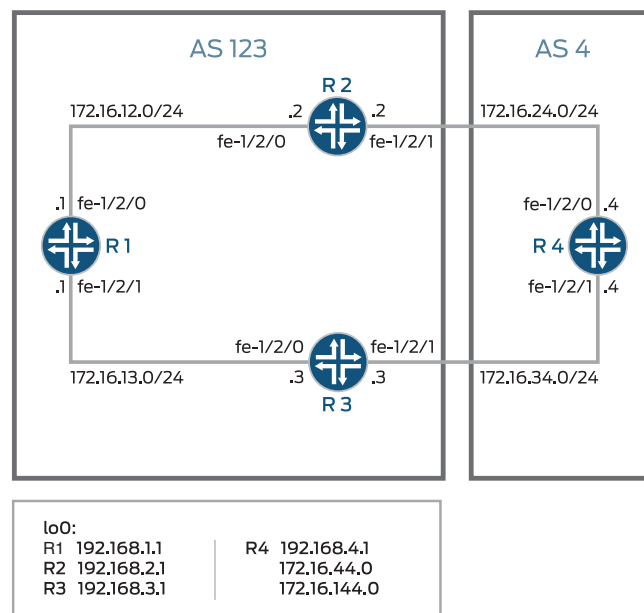 AS 123
AS 4
R 2
172.16.12.0/24
.2
.2
172.16.24.0/24
fe-1/2/0
fe-1/2/1
.1 fe-1/2/0
fe-1/2/0 .4
R 1
R 4
.1 fe-1/2/1
fe-1/2/1 .4
fe-1/2/0
fe-1/2/1
172.16.13.0/24
.3
.3
172.16.34.0/24
R 3
lo0:
R1 192.168.1.1
R4 192.168.4.1
R2 192.168.2.1
172.16.44.0
R3 192.168.3.1
172.16.144.0